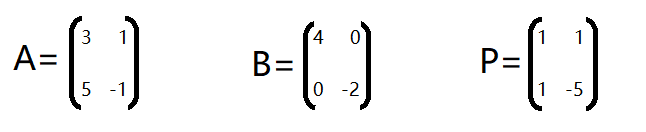 A= ( 3 1 5 -1 )
B= ( 4 0 0 -2 )
P= ( 1 1 1 -5 )